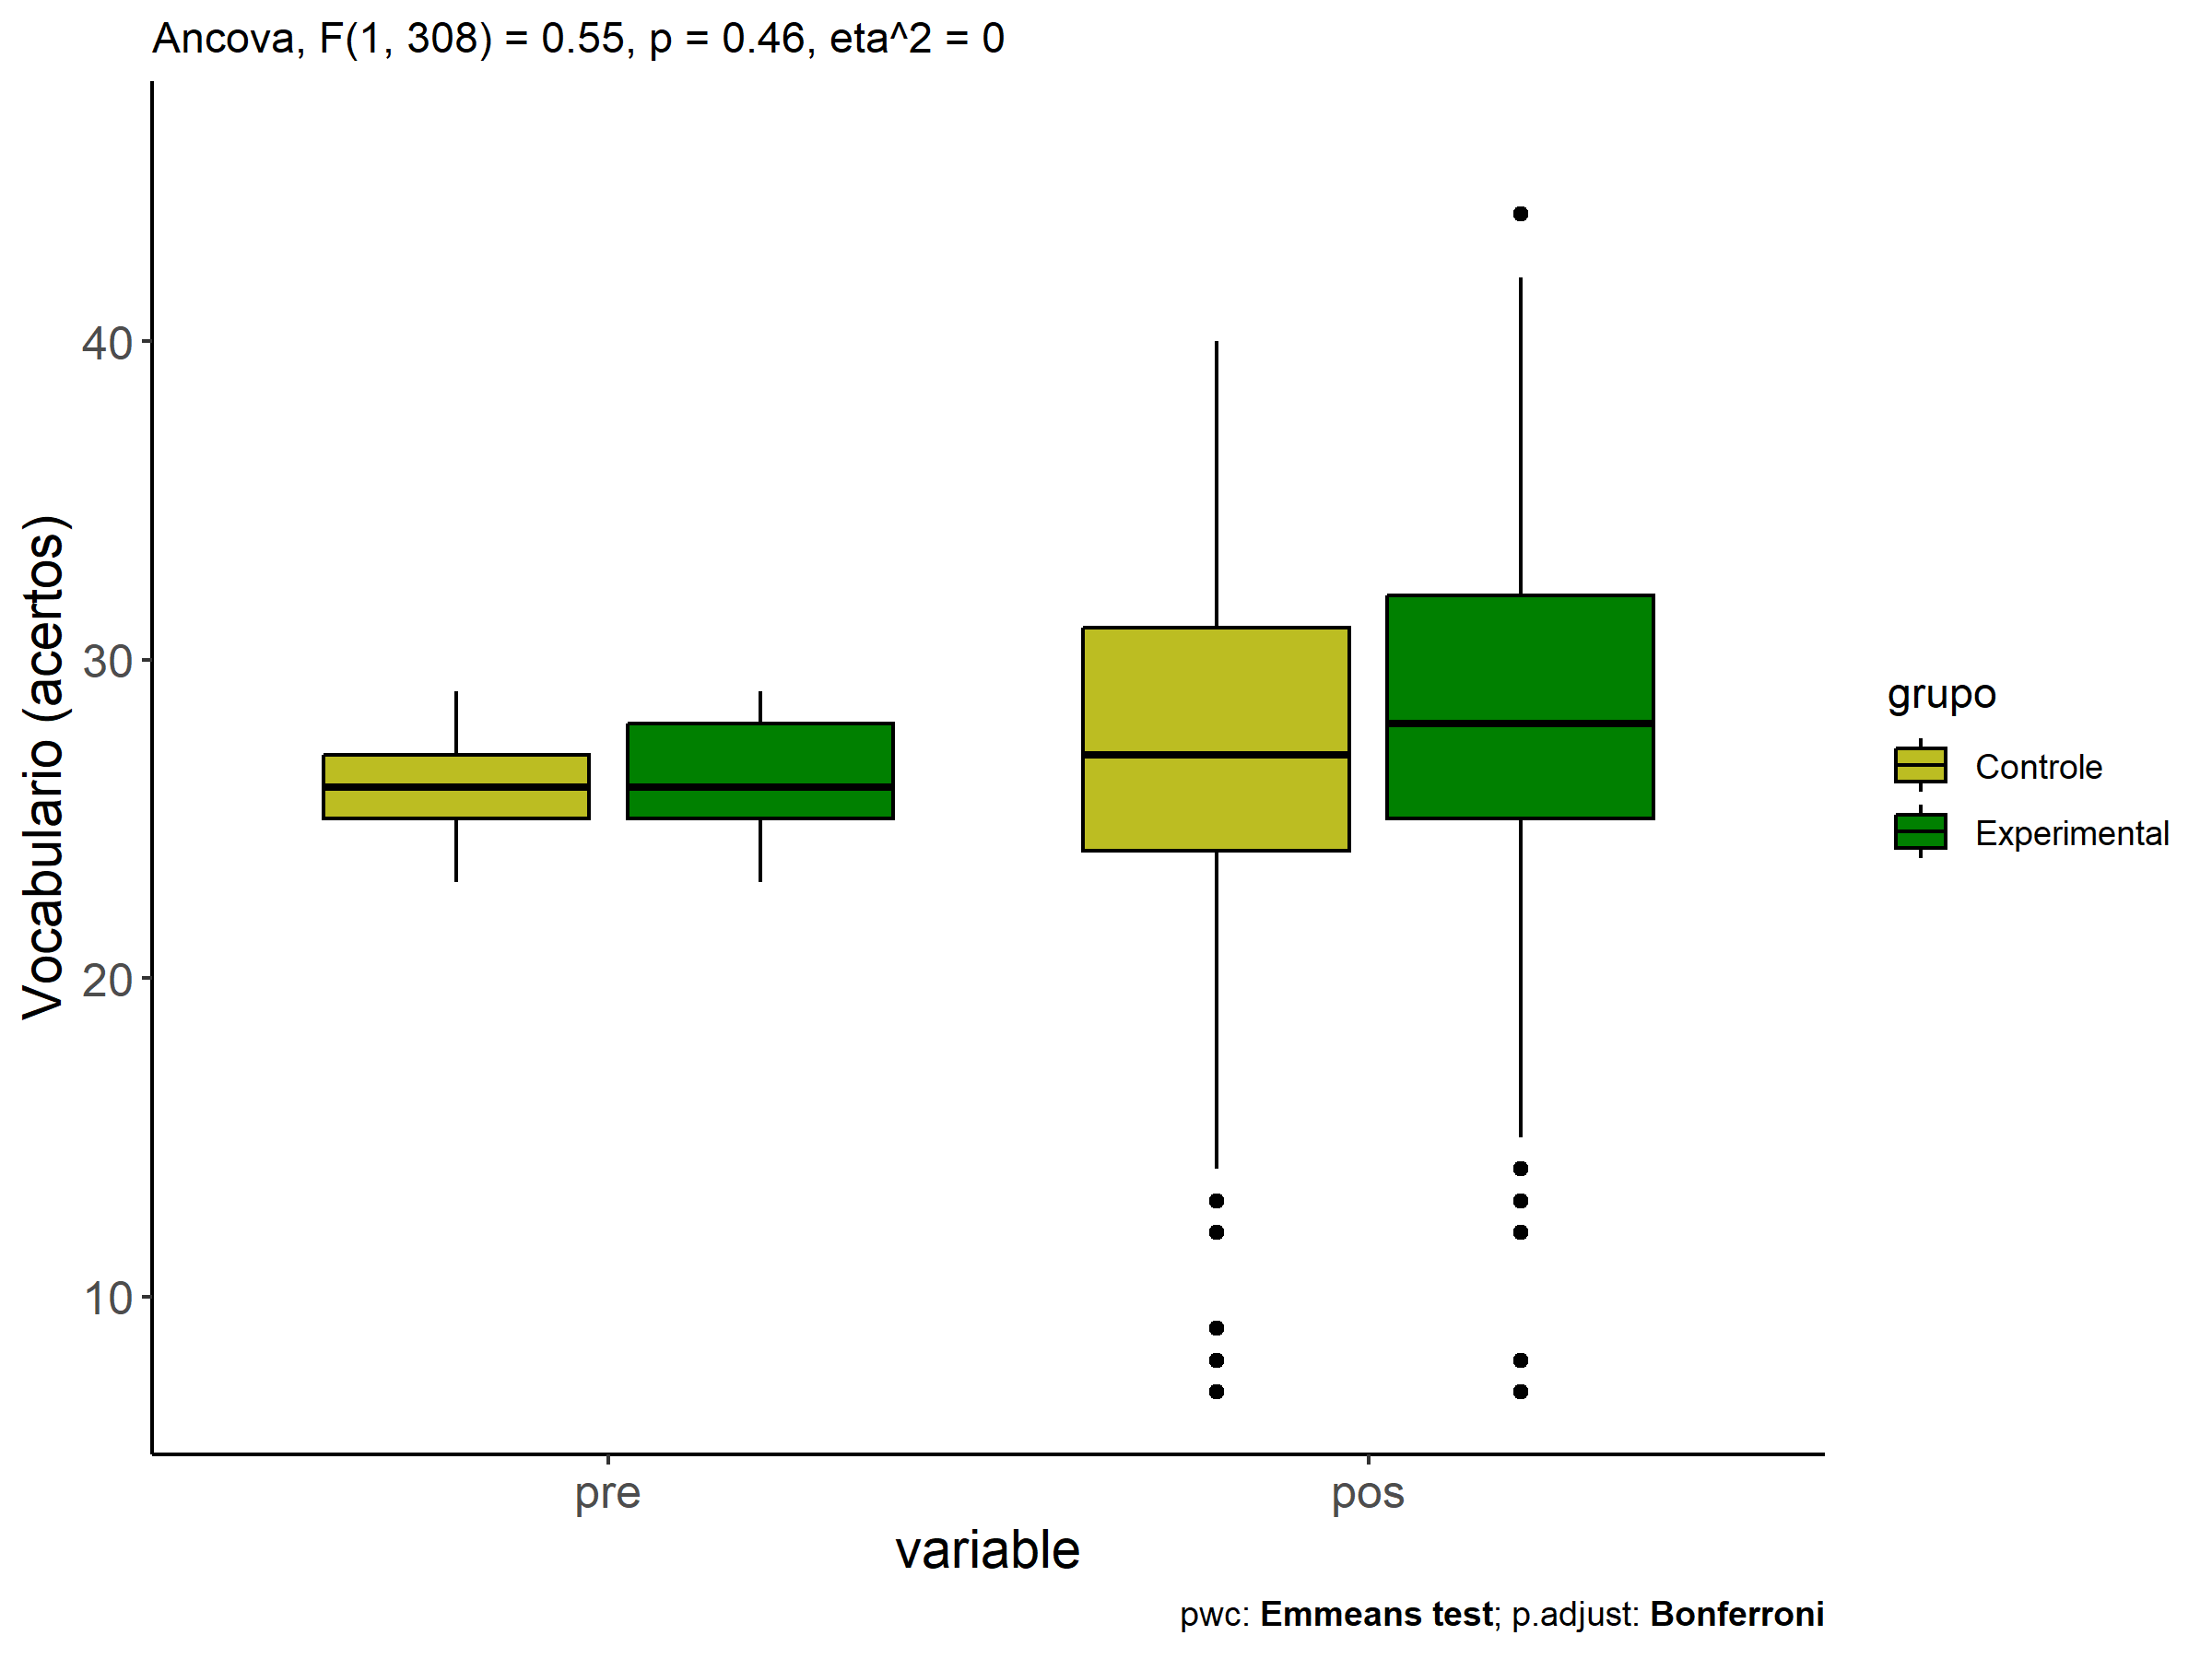 Ancova, F(1, 308) = 0.55, p = 0.46, eta^2 = 0
Vocabulario (acertos)
40
30
20
10
pre
pos
variable
grupo
Controle
Experimental
pwc: Emmeans test; p.adjust: Bonferroni